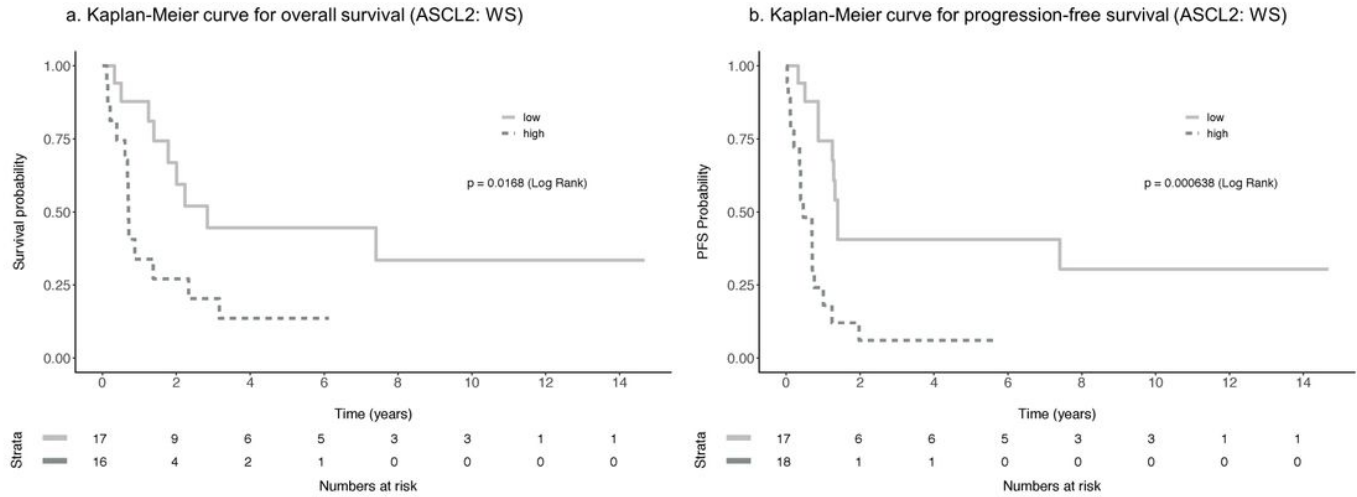 a. Kaplan-Meier curve for overall survival (ASCL2: WS)
1.00
0.75
0.50
0.25
0.00
Survival probability
low
high
p = 0.0168 (Log Rank)
0 2 4 6 8 10 12 14
Time (years)
Strata
17 9 6 5 3 3 1 1
16 4 2 1 0 0 0 0
Numbers at risk
b. Kaplan-Meier curve for progression-free survival (ASCL2: WS)
1.00
0.75
0.50
0.25
0.00
PFS Probability
low
high
p = 0.000638 (Log Rank)
0 2 4 6 8 10 12 14
Time (years)
Strata
17 6 6 5 3 3 1 1
18 1 1 0 0 0 0 0
Numbers at risk